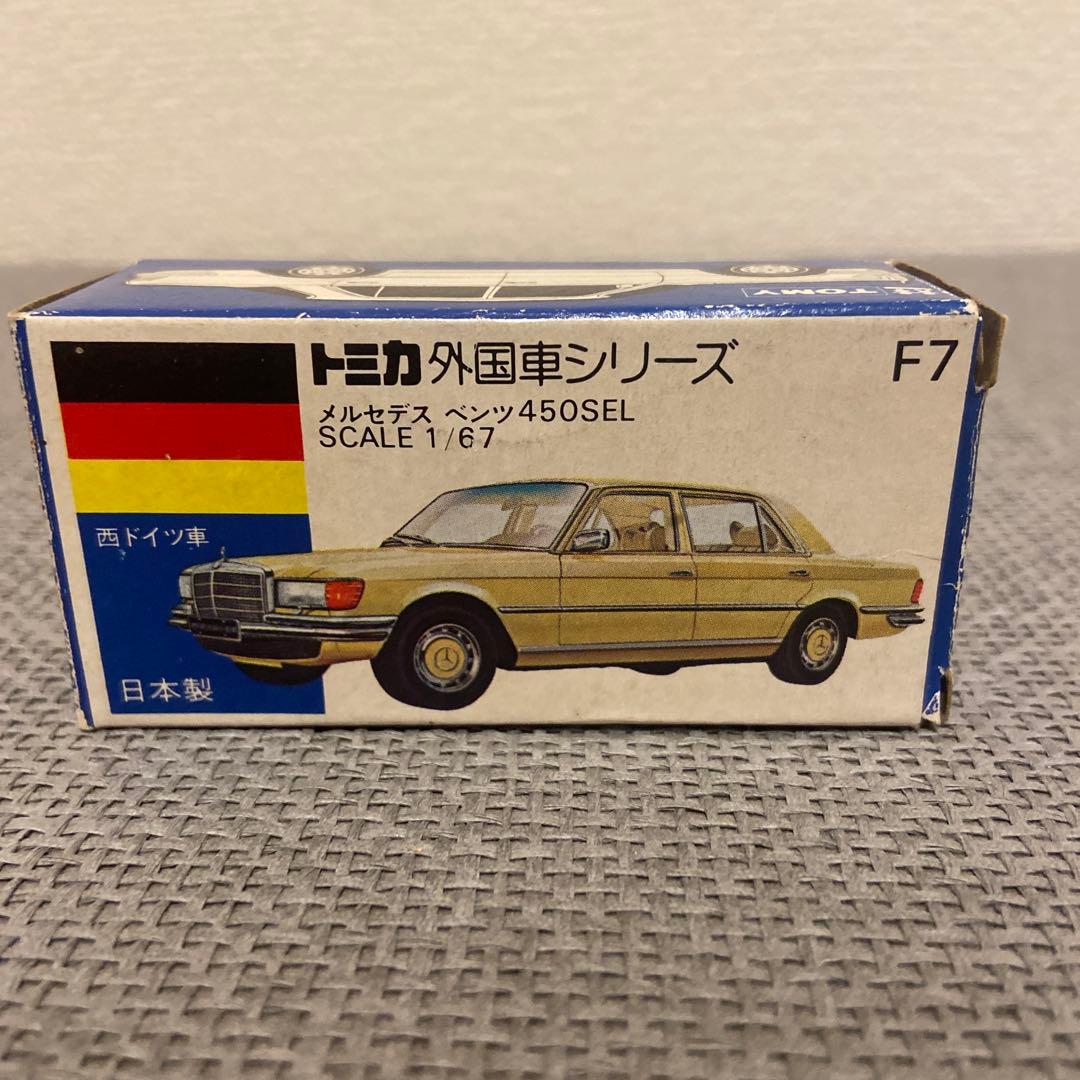 TOMY
トミカ 外国車シリーズ F7
メルセデス ベンツ450SEL
SCALE 1/67
西ドイツ車
日本製